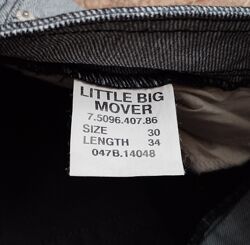 LITTLE BIG
MOVER
7.5096.407.86
SIZE 30
LENGTH 34
047B.14048